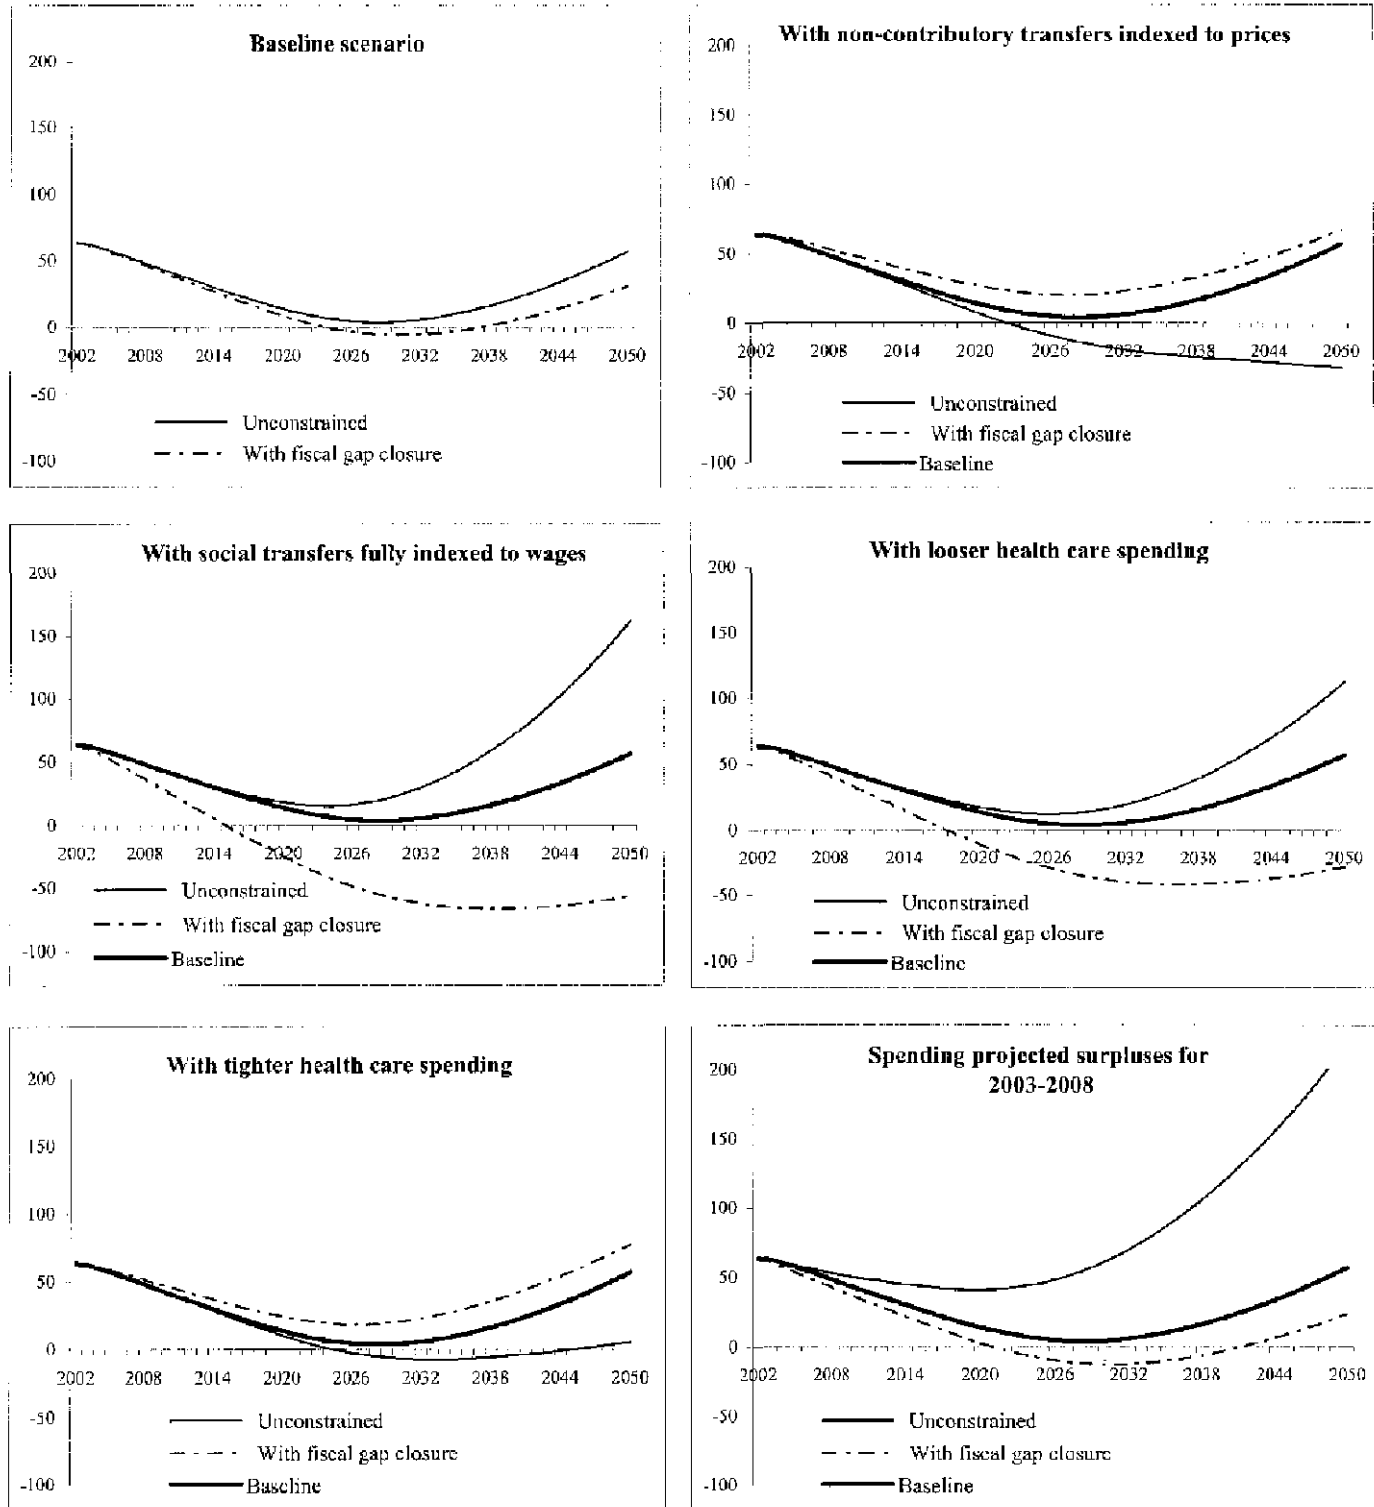 Baseline scenario
200
150
100
50
0
2002 2008 2014 2020 2026 2032 2038 2044 2050
-50
Unconstrained
With fiscal gap closure
-100
With non-contributory transfers indexed to prices
200
150
100
50
0
2002 2008 2014 2020 2026 2032 2038 2044 2050
-50
Unconstrained
With fiscal gap closure
Baseline
-100
With social transfers fully indexed to wages
200
150
100
50
0
2002 2008 2014 2020 2026 2032 2038 2044 2050
-50
Unconstrained
With fiscal gap closure
-100
Baseline
With looser health care spending
200
150
100
50
0
2002 2008 2014 2020 2026 2032 2038 2044 2050
-50
Unconstrained
With fiscal gap closure
-100
Baseline
With tighter health care spending
200
150
100
50
0
2002 2008 2014 2020 2026 2032 2038 2044 2050
-50
Unconstrained
With fiscal gap closure
-100
Baseline
Spending projected surpluses for
2003-2008
200
150
100
50
0
2002 2008 2014 2020 2026 2032 2038 2044 2050
-50
Unconstrained
With fiscal gap closure
-100
Baseline